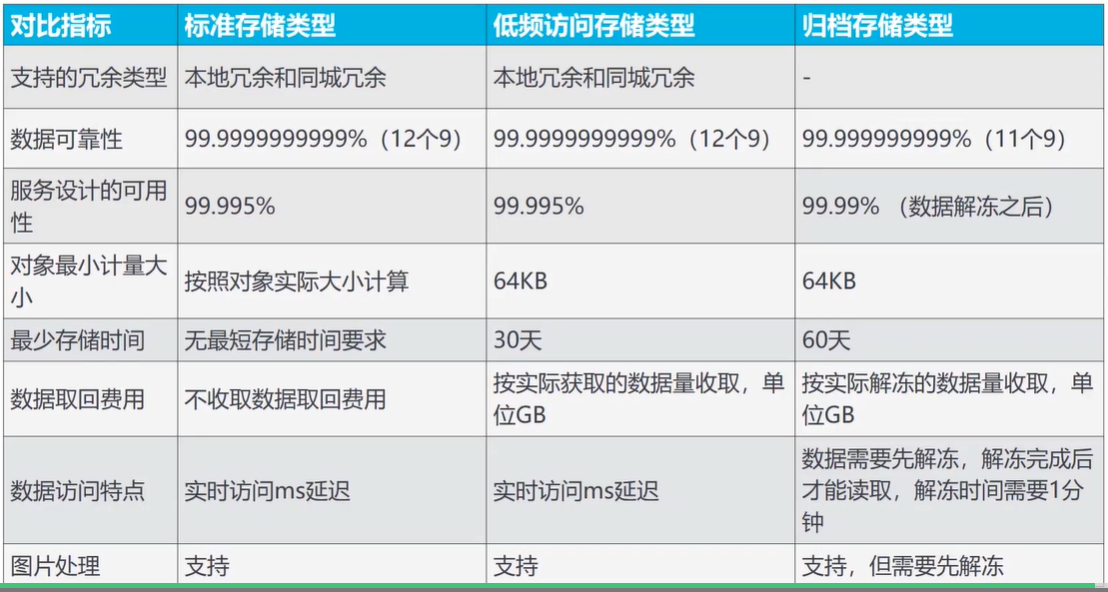 对比指标 标准存储类型 低频访问存储类型 归档存储类型
支持的冗余类型 本地冗余和同城冗余 本地冗余和同城冗余 -
数据可靠性 99.9999999999%（12个9） 99.9999999999%（12个9） 99.999999999%（11个9）
服务设计的可用
性 99.995% 99.995% 99.99% （数据解冻之后）
对象最小计量大
小 按照对象实际大小计算 64KB 64KB
最少存储时间 无最短存储时间要求 30天 60天
数据取回费用 不收取数据取回费用 按实际获取的数据量收取，单
位GB 按实际解冻的数据量收取，单
位GB
数据访问特点 实时访问ms延迟 实时访问ms延迟 数据需要先解冻，解冻完成后
才能读取，解冻时间需要1分
钟
图片处理 支持 支持 支持，但需要先解冻